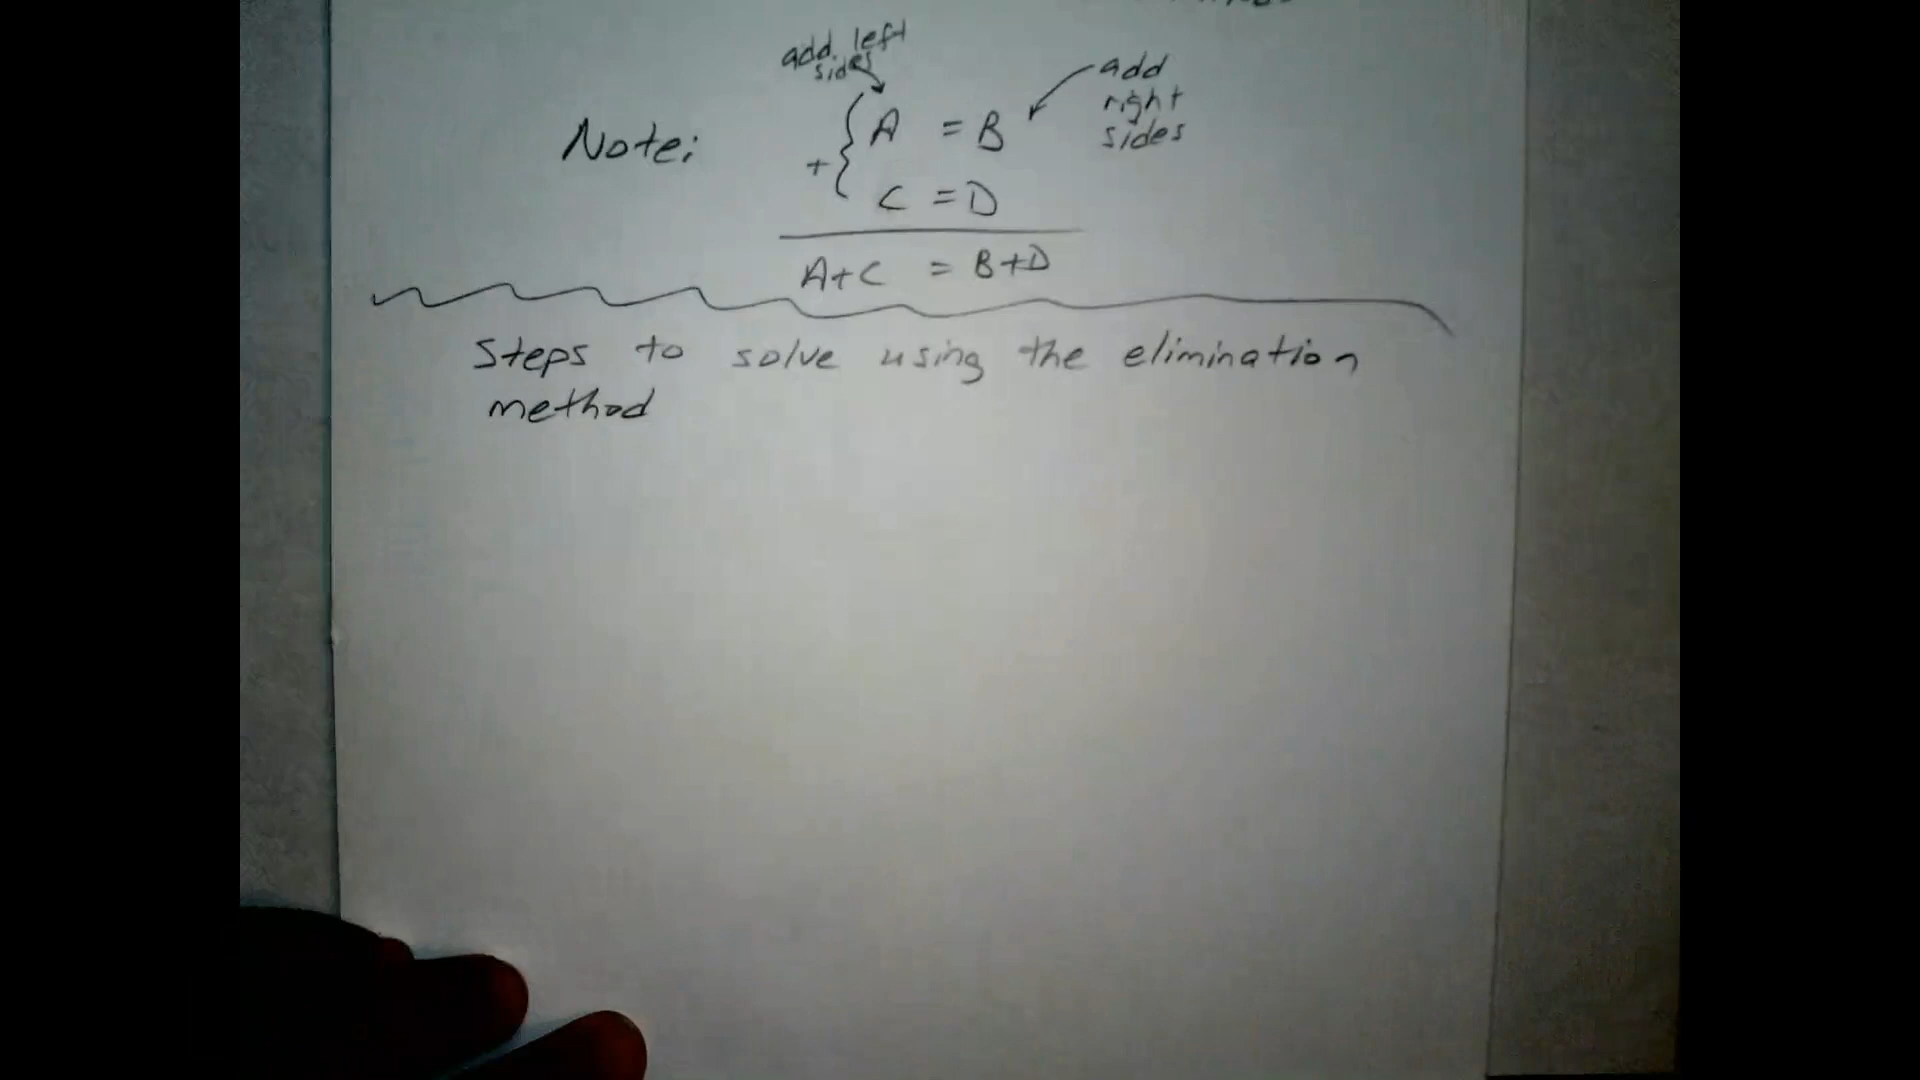 add left
sides
add
right
sides
Note:
A = B
+
C = D
A+C = B+D
Steps to solve using the elimination
method